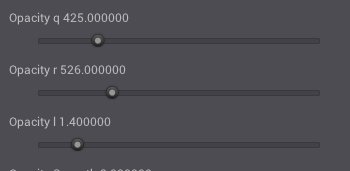 Opacity q 425.000000
Opacity r 526.000000
Opacity l 1.400000